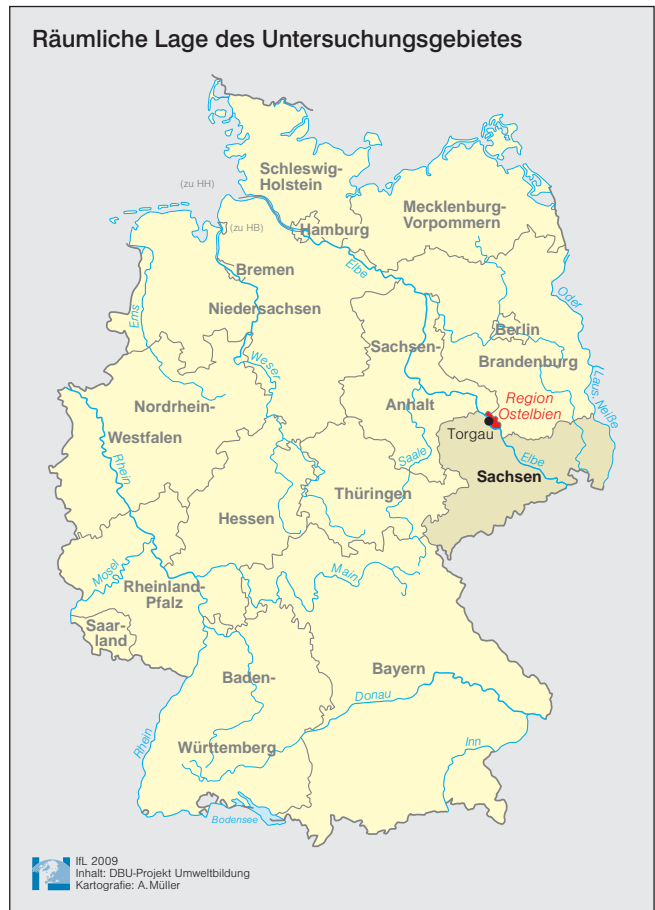 Räumliche Lage des Untersuchungsgebietes
Schleswig-
Holstein
(zu HH)
Mecklenburg-
Vorpommern
Hamburg
(zu HB)
Elbe
Bremen
Oder
Niedersachsen
Ems
Berlin
Sachsen-
Weser
Brandenburg
Laus. Neiße
Nordrhein-
Westfalen
Anhalt
Region
Ostelbien
Torgau
Rhein
Saale
Elbe
Sachsen
Thüringen
Hessen
Mosel
Main
Rheinland-
Pfalz
Saar-
land
Baden-
Bayern
Donau
Rhein
Württemberg
Inn
Bodensee
IfL 2009
Inhalt: DBU-Projekt Umweltbildung
Kartografie: A.Müller